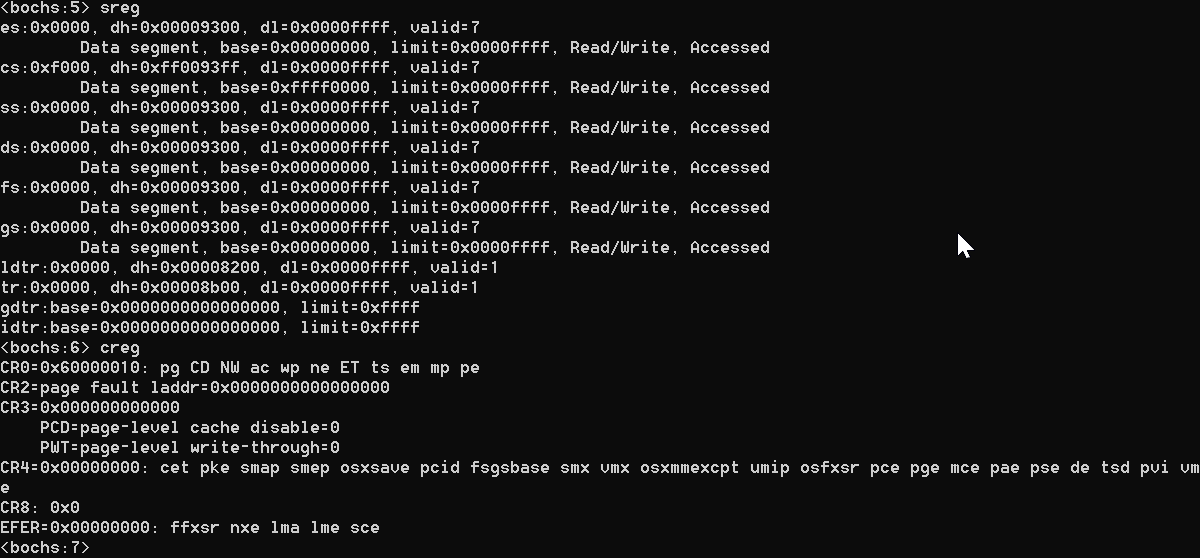 <bochs:5> sreg
es:0x0000, dh=0x00009300, dl=0x0000ffff, valid=7
        Data segment, base=0x00000000, limit=0x0000ffff, Read/Write, Accessed
cs:0xf000, dh=0xff0093ff, dl=0x0000ffff, valid=7
        Data segment, base=0xffff0000, limit=0x0000ffff, Read/Write, Accessed
ss:0x0000, dh=0x00009300, dl=0x0000ffff, valid=7
        Data segment, base=0x00000000, limit=0x0000ffff, Read/Write, Accessed
ds:0x0000, dh=0x00009300, dl=0x0000ffff, valid=7
        Data segment, base=0x00000000, limit=0x0000ffff, Read/Write, Accessed
fs:0x0000, dh=0x00009300, dl=0x0000ffff, valid=7
        Data segment, base=0x00000000, limit=0x0000ffff, Read/Write, Accessed
gs:0x0000, dh=0x00009300, dl=0x0000ffff, valid=7
        Data segment, base=0x00000000, limit=0x0000ffff, Read/Write, Accessed
ldtr:0x0000, dh=0x00008200, dl=0x0000ffff, valid=1
tr:0x0000, dh=0x00008b00, dl=0x0000ffff, valid=1
gdtr:base=0x0000000000000000, limit=0xffff
idtr:base=0x0000000000000000, limit=0xffff
<bochs:6> creg
CR0=0x60000010: pg CD NW ac wp ne ET ts em mp pe
CR2=page fault laddr=0x0000000000000000
CR3=0x000000000000
    PCD=page-level cache disable=0
    PWT=page-level write-through=0
CR4=0x00000000: cet pke smap smep osxsave pcid fsgsbase smx vmx osxmmexcpt umip osfxsr pce pge mce pae pse de tsd pvi vm
e
CR8: 0x0
EFER=0x00000000: ffxsr nxe lma lme sce
<bochs:7>